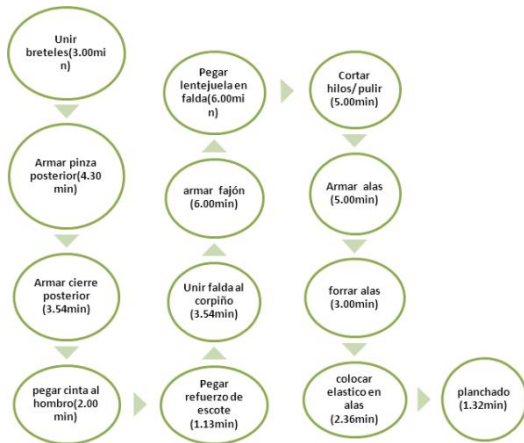 Unir
breteles(3.00mi
n)
Armar pinza
posterior(4.30
min)
Armar cierre
posterior
(3.54min)
pegar cinta al
hombro(2.00
min)
Pegar
refuerzo de
escote
(1.13min)
Unir falda al
corpiño
(3.54min)
armar fajón
(6.00min)
Pegar
lentejuela en
falda(6.00mi
n)
Cortar
hilos/pulir
(5.00min)
Armar alas
(5.00min)
forrar alas
(3.00min)
colocar
elastico en
alas
(2.36min)
planchado
(1.32min)